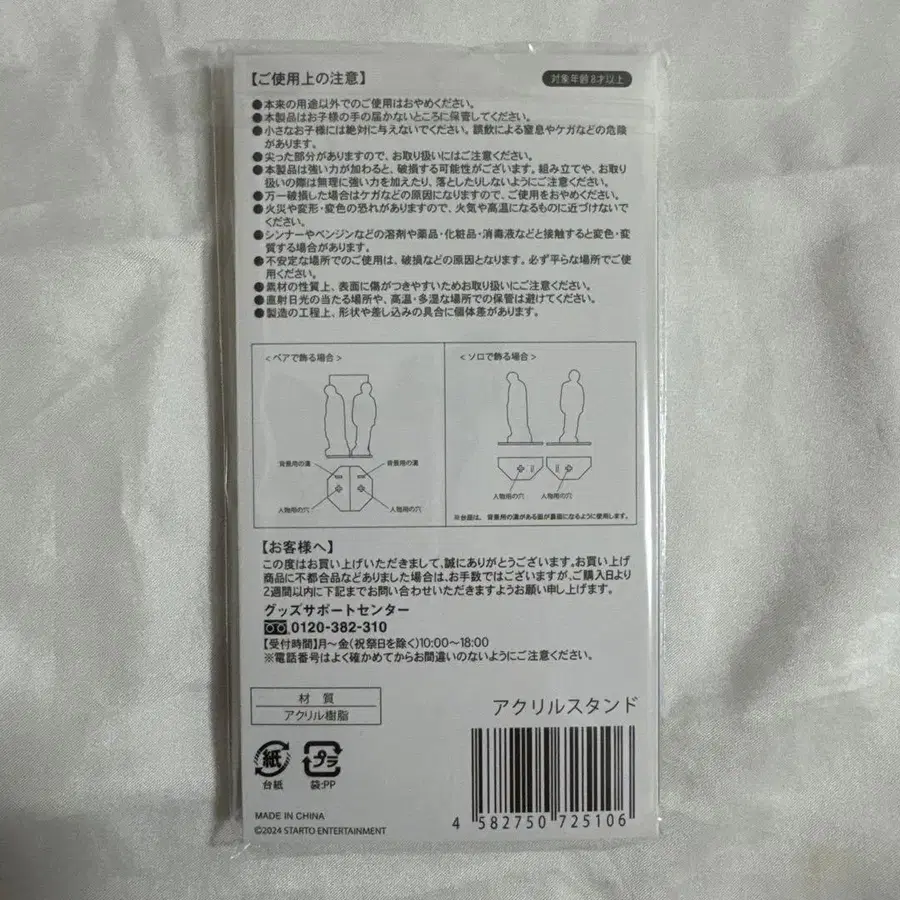 【ご使用上の注意】
対象年齢8才以上
●本来の用途以外でのご使用はおやめください。
●本製品はお子様の手の届かないところに保管してください。
●小さなお子様には絶対に与えないでください。誤飲による窒息やケガなどの危険
があります。
●尖った部分がありますので、お取り扱いにはご注意ください。
●本製品は強い力が加わると、破損する可能性がございます。組み立てや、お取り
扱いの際は無理に強い力を加えたり、落としたりしないようにご注意ください。
●万一破損した場合はケガなどの原因になりますので、ご使用をおやめください。
●火災や変形・変色の恐れがありますので、火気や高温になるものに近づけないで
ください。
●シンナーやベンジンなどの溶剤や薬品・化粧品・消毒液などと接触すると変色・変
質する場合があります。
●不安定な場所でのご使用は、破損などの原因となります。必ず平らな場所でご使
用ください。
●素材の性質上、表面に傷がつきやすいためお取り扱いにご注意ください。
●直射日光の当たる場所や、高温・多湿な場所での保管は避けてください。
●製造の工程上、形状や差し込みの具合に個体差があります。
<ペアで飾る場合>
背景用の溝
背景用の溝
人物用の穴
人物用の穴
<ソロで飾る場合>
人物用の穴
人物用の穴
※台座は、背景用の溝がある面が裏面になるように使用します。
【お客様へ】
この度はお買い上げいただきまして、誠にありがとうございます。お買い上げ
商品に不都合品などありました場合は、お手数ではございますが、ご購入日より
2週間以内に下記までお問い合わせいただきますようお願い申し上げます。
グッズサポートセンター
0120-382-310
【受付時間】月〜金(祝祭日を除く)10:00〜18:00
※電話番号はよく確かめてからお間違いのないようにご注意ください。
材 質
アクリル樹脂
アクリルスタンド
紙
台紙
プラ
袋:PP
MADE IN CHINA
©2024 STARTO ENTERTAINMENT
4 582750 725106